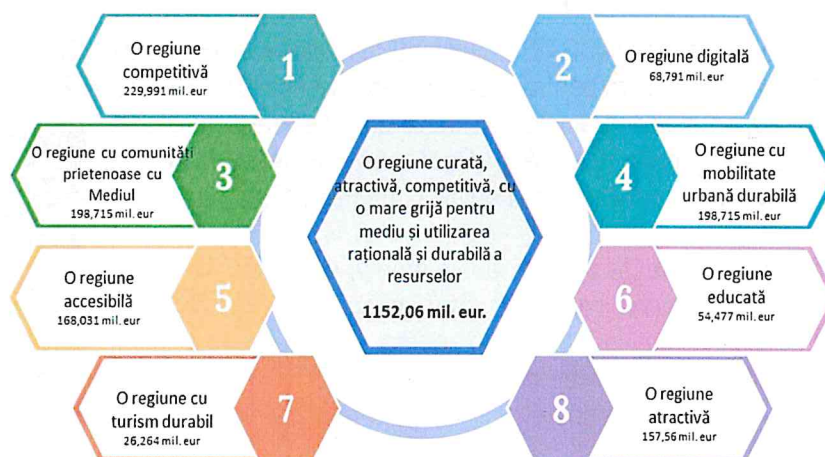 O regiune
competitivă
229,991 mil. eur
1
2
O regiune digitală
68,791 mil. eur
O regiune cu comunități
prietenoase cu
Mediul
198,715 mil. eur
3
O regiune curată,
atractivă, competitivă, cu
o mare grijă pentru
mediu și utilizarea
rațională și durabilă a
resurselor
1152,06 mil. eur.
4
O regiune cu
mobilitate
urbană durabilă
198,715 mil. eur
O regiune
accesibilă
168,031 mil. eur
5
6
O regiune
educată
54,477 mil. eur
O regiune cu
turism durabil
26,264 mil. eur
7
8
O regiune
atractivă
157,56 mil. eur